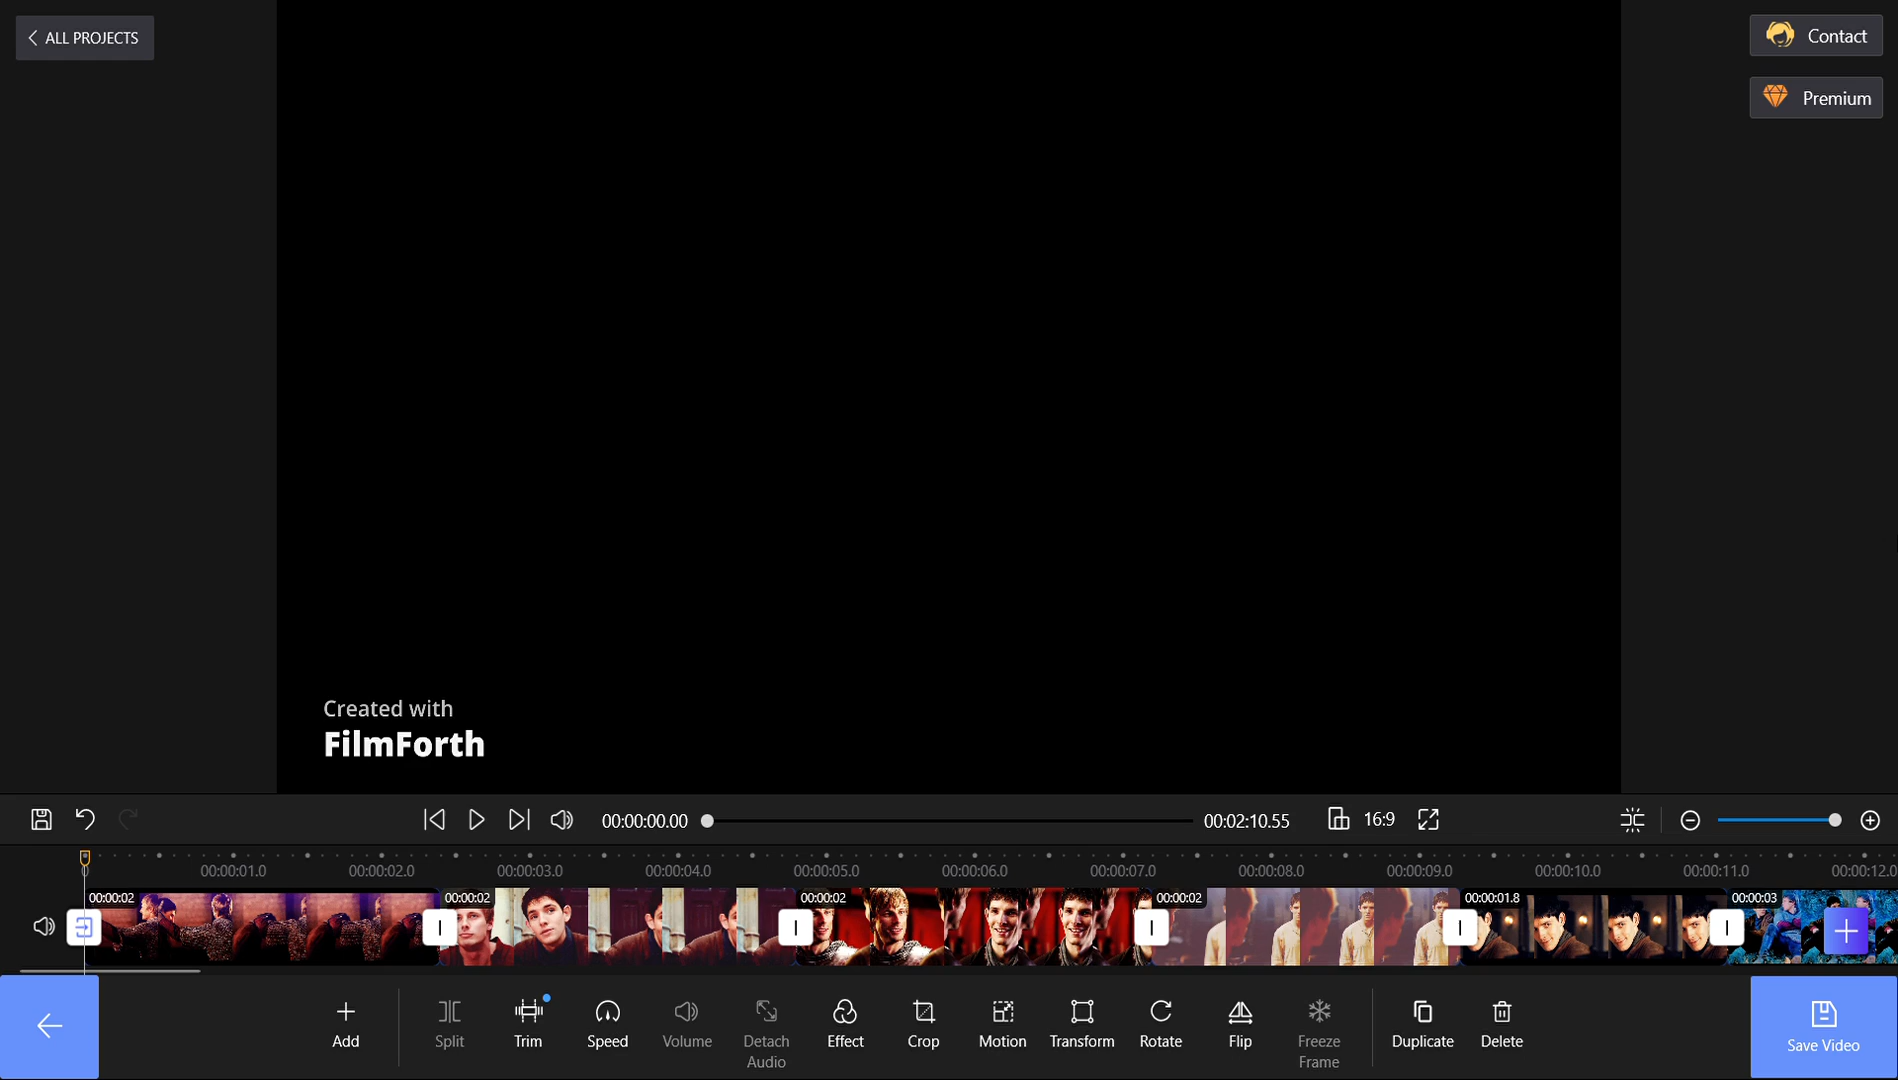 ALL PROJECTS
Contact
Premium
Created with
FilmForth
00:00:00.00
00:02:10.55
16:9
0
00:00:01.0
00:00:02.0
00:00:03.0
00:00:04.0
00:00:05.0
00:00:06.0
00:00:07.0
00:00:08.0
00:00:09.0
00:00:10.0
00:00:11.0
00:00:12.0
00:00:02
00:00:02
00:00:02
00:00:02
00:00:01.8
00:00:03
Add
Split
Trim
Speed
Volume
Detach
Audio
Effect
Crop
Motion
Transform
Rotate
Flip
Freeze
Frame
Duplicate
Delete
Save Video